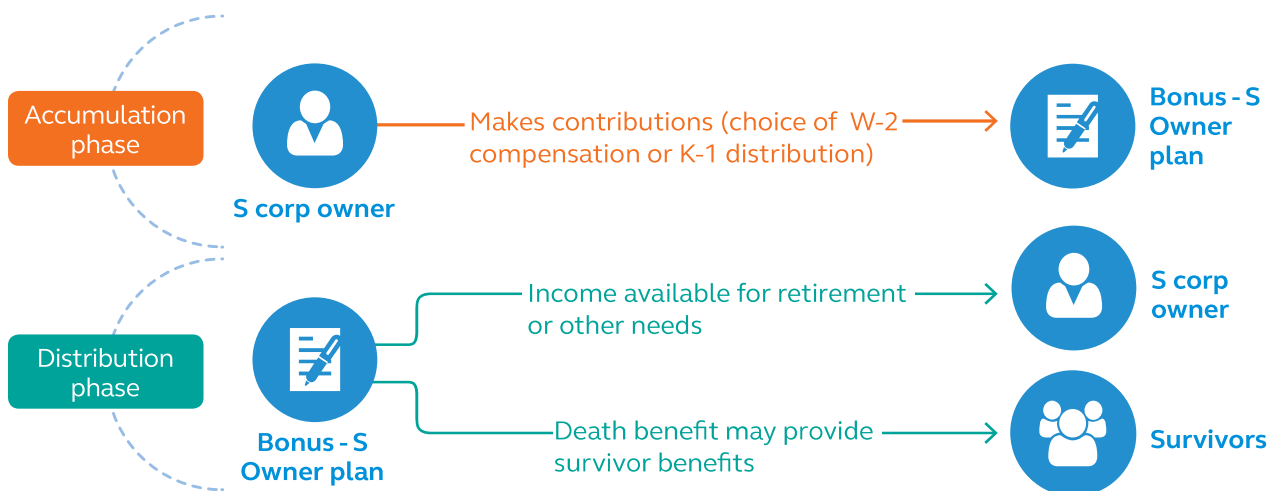 Accumulation
phase
S corp owner
Makes contributions (choice of W-2
compensation or K-1 distribution)
Bonus - S
Owner
plan
Distribution
phase
Bonus - S
Owner plan
Income available for retirement
or other needs
S corp
owner
Death benefit may provide
survivor benefits
Survivors